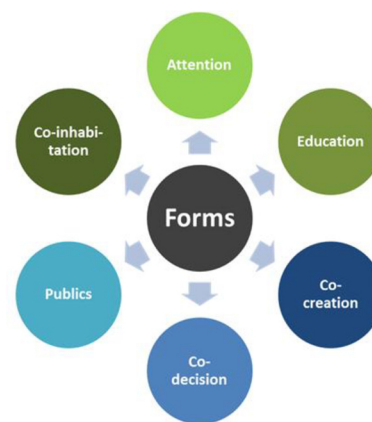 Attention
Co-inhabi-
tation
Education
Forms
Publics
Co-
creation
Co-
decision